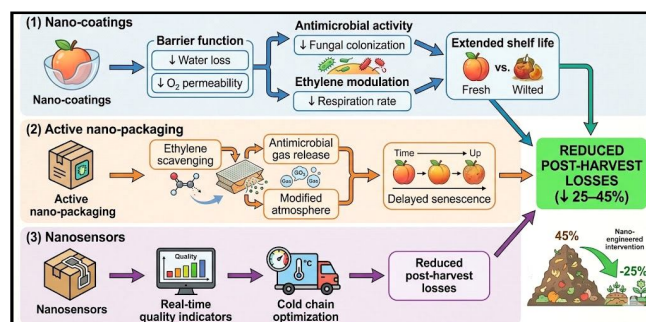 (1) Nano-coatings
Nano-coatings
Barrier function
↓ Water loss
↓ O₂ permeability
Antimicrobial activity
↓ Fungal colonization
Ethylene modulation
↓ Respiration rate
Extended shelf life
vs.
Fresh
Wilted
(2) Active nano-packaging
Active
nano-packaging
Ethylene
scavenging
Antimicrobial
gas release
Gas
GO₂
Gas
Modified
atmosphere
Time
Up
Delayed senescence
REDUCED
POST-HARVEST
LOSSES
(↓ 25–45%)
(3) Nanosensors
Nanosensors
Quality
Real-time
quality indicators
°C
Cold chain
optimization
Reduced
post-harvest
losses
45%
Nano-
engineered
intervention
-25%